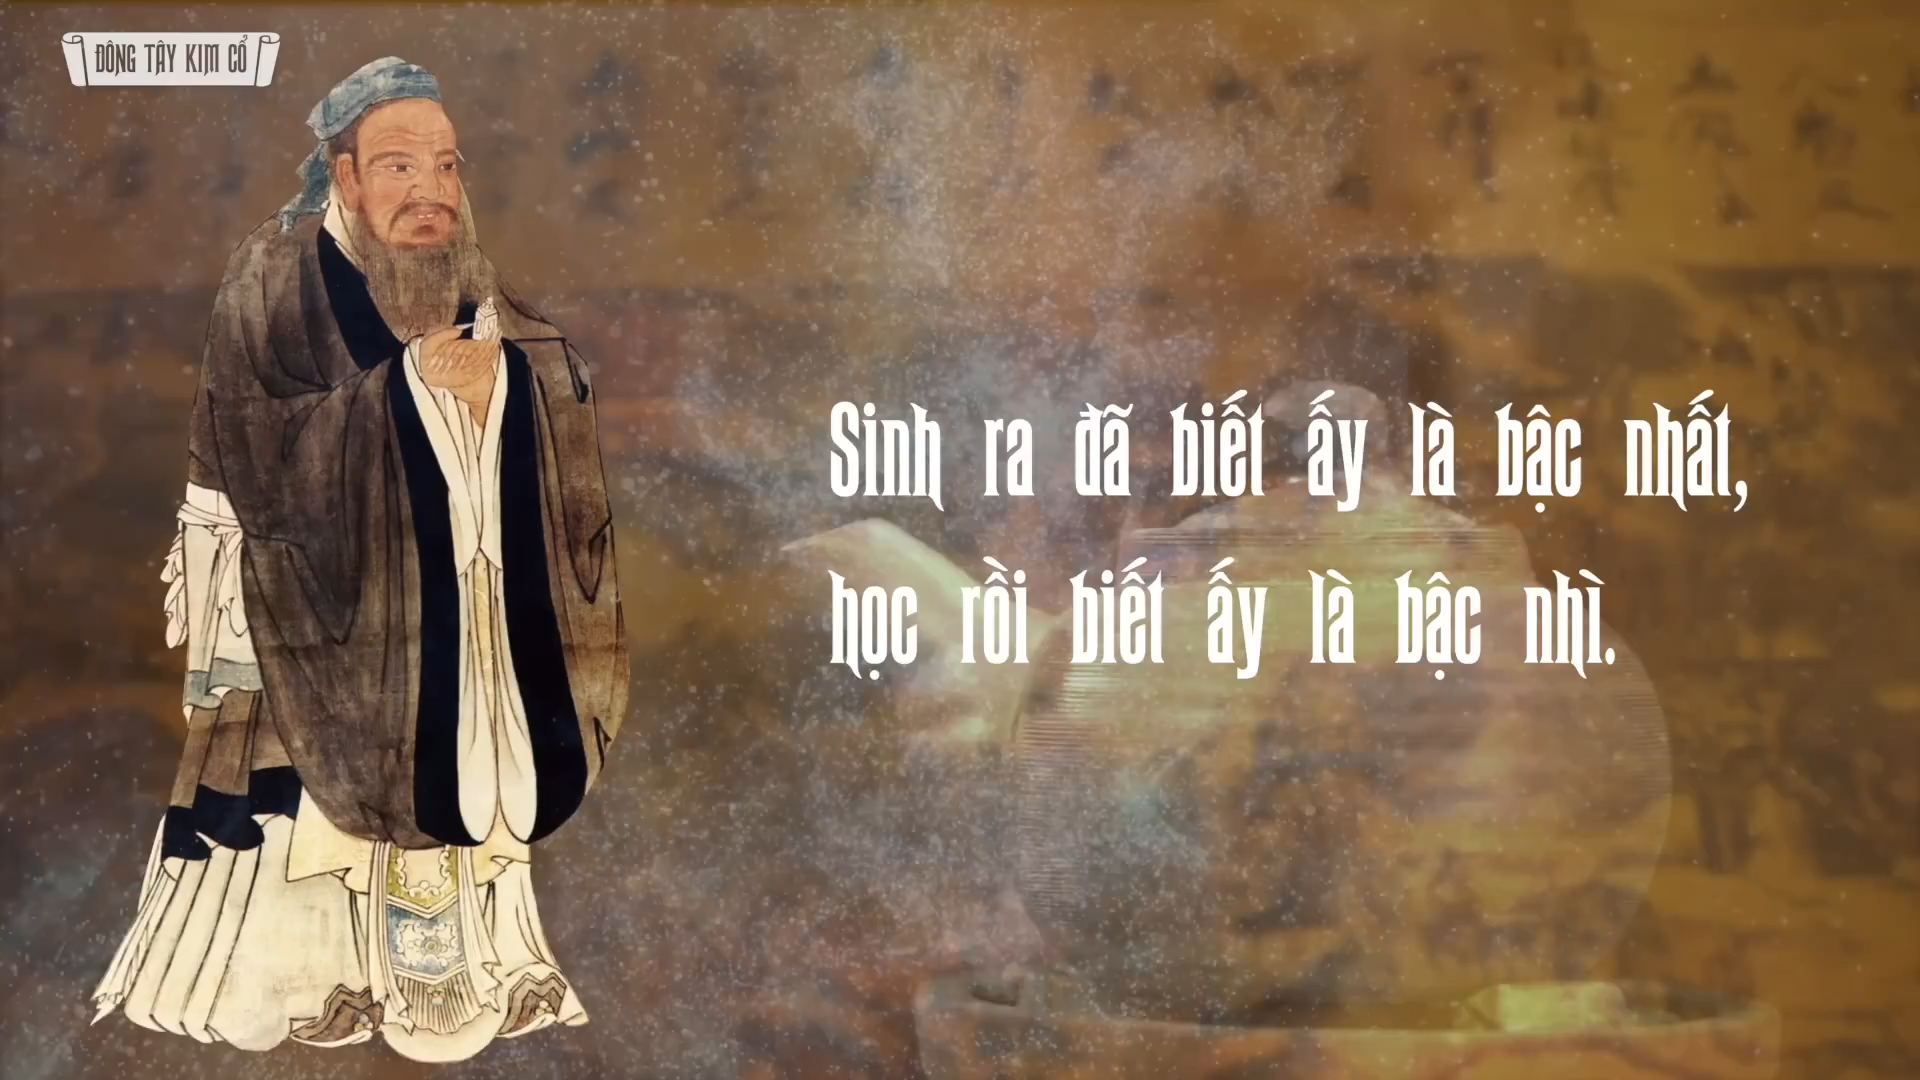 ĐÔNG TÂY KIM CỔ
Sinh ra đã biết ấy là bậc nhất,
học rồi biết ấy là bậc nhì.